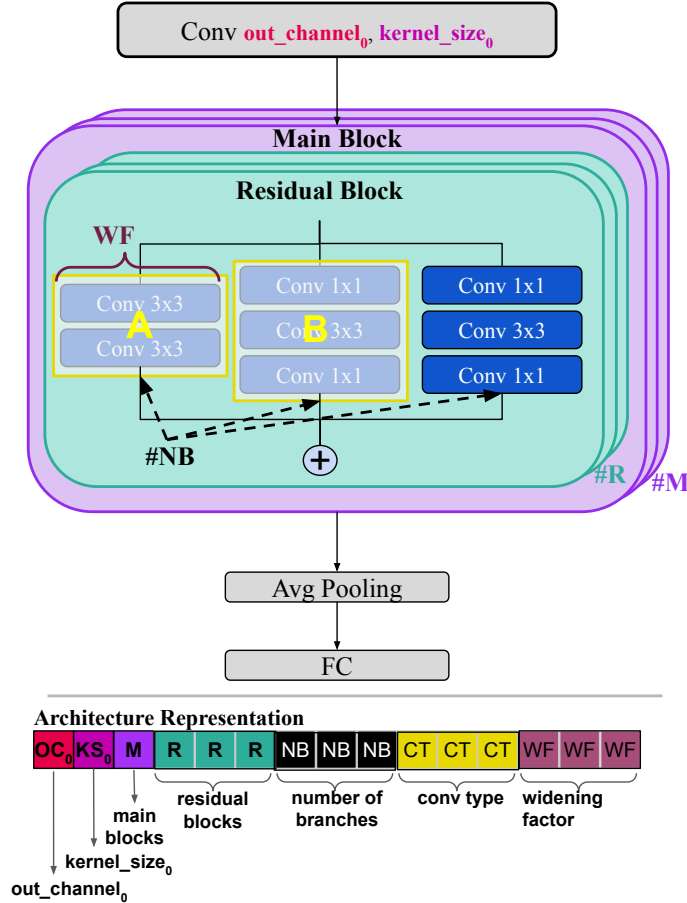 Conv out_channel₀, kernel_size₀
Main Block
Residual Block
WF
Conv 3x3
Conv 3x3
A
Conv 1x1
Conv 3x3
Conv 1x1
B
Conv 1x1
Conv 3x3
Conv 1x1
#NB
+
#R
#M
Avg Pooling
FC
Architecture Representation
OC₀ KS₀ M R R R NB NB NB CT CT CT WF WF WF
residual blocks
number of branches
conv type
widening factor
main blocks
kernel_size₀
out_channel₀